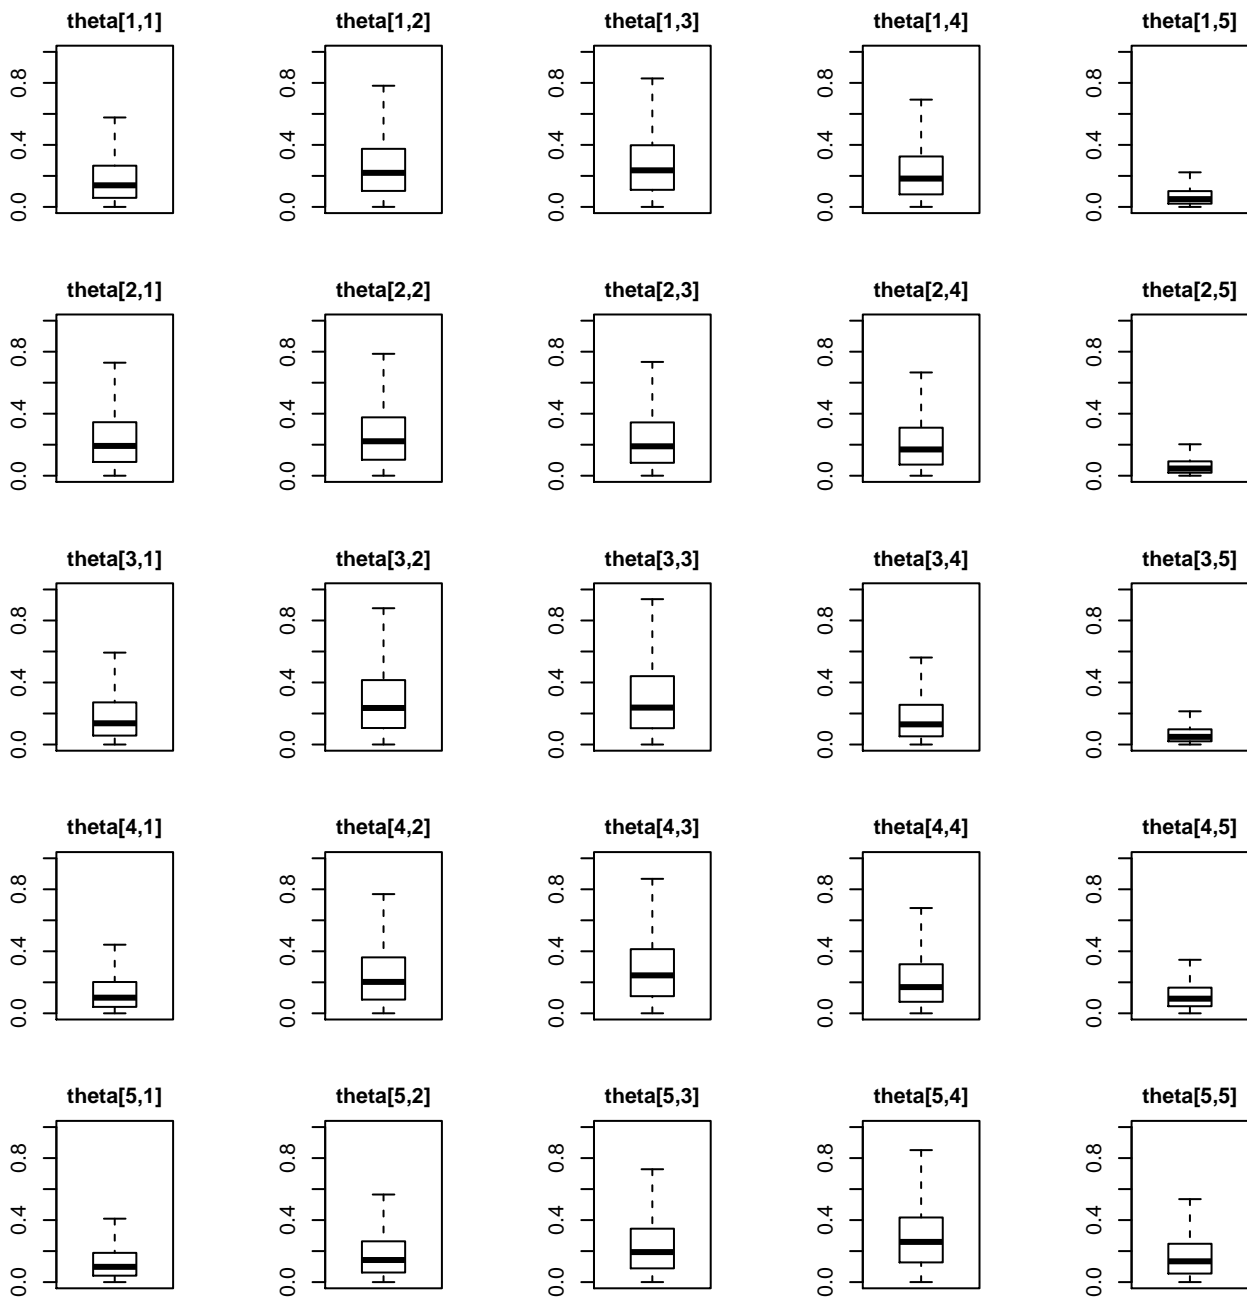 theta[1,1] theta[1,2] theta[1,3] theta[1,4] theta[1,5]
0.0 0.4 0.8 0.0 0.4 0.8 0.0 0.4 0.8 0.0 0.4 0.8 0.0 0.4 0.8
theta[2,1] theta[2,2] theta[2,3] theta[2,4] theta[2,5]
0.0 0.4 0.8 0.0 0.4 0.8 0.0 0.4 0.8 0.0 0.4 0.8 0.0 0.4 0.8
theta[3,1] theta[3,2] theta[3,3] theta[3,4] theta[3,5]
0.0 0.4 0.8 0.0 0.4 0.8 0.0 0.4 0.8 0.0 0.4 0.8 0.0 0.4 0.8
theta[4,1] theta[4,2] theta[4,3] theta[4,4] theta[4,5]
0.0 0.4 0.8 0.0 0.4 0.8 0.0 0.4 0.8 0.0 0.4 0.8 0.0 0.4 0.8
theta[5,1] theta[5,2] theta[5,3] theta[5,4] theta[5,5]
0.0 0.4 0.8 0.0 0.4 0.8 0.0 0.4 0.8 0.0 0.4 0.8 0.0 0.4 0.8